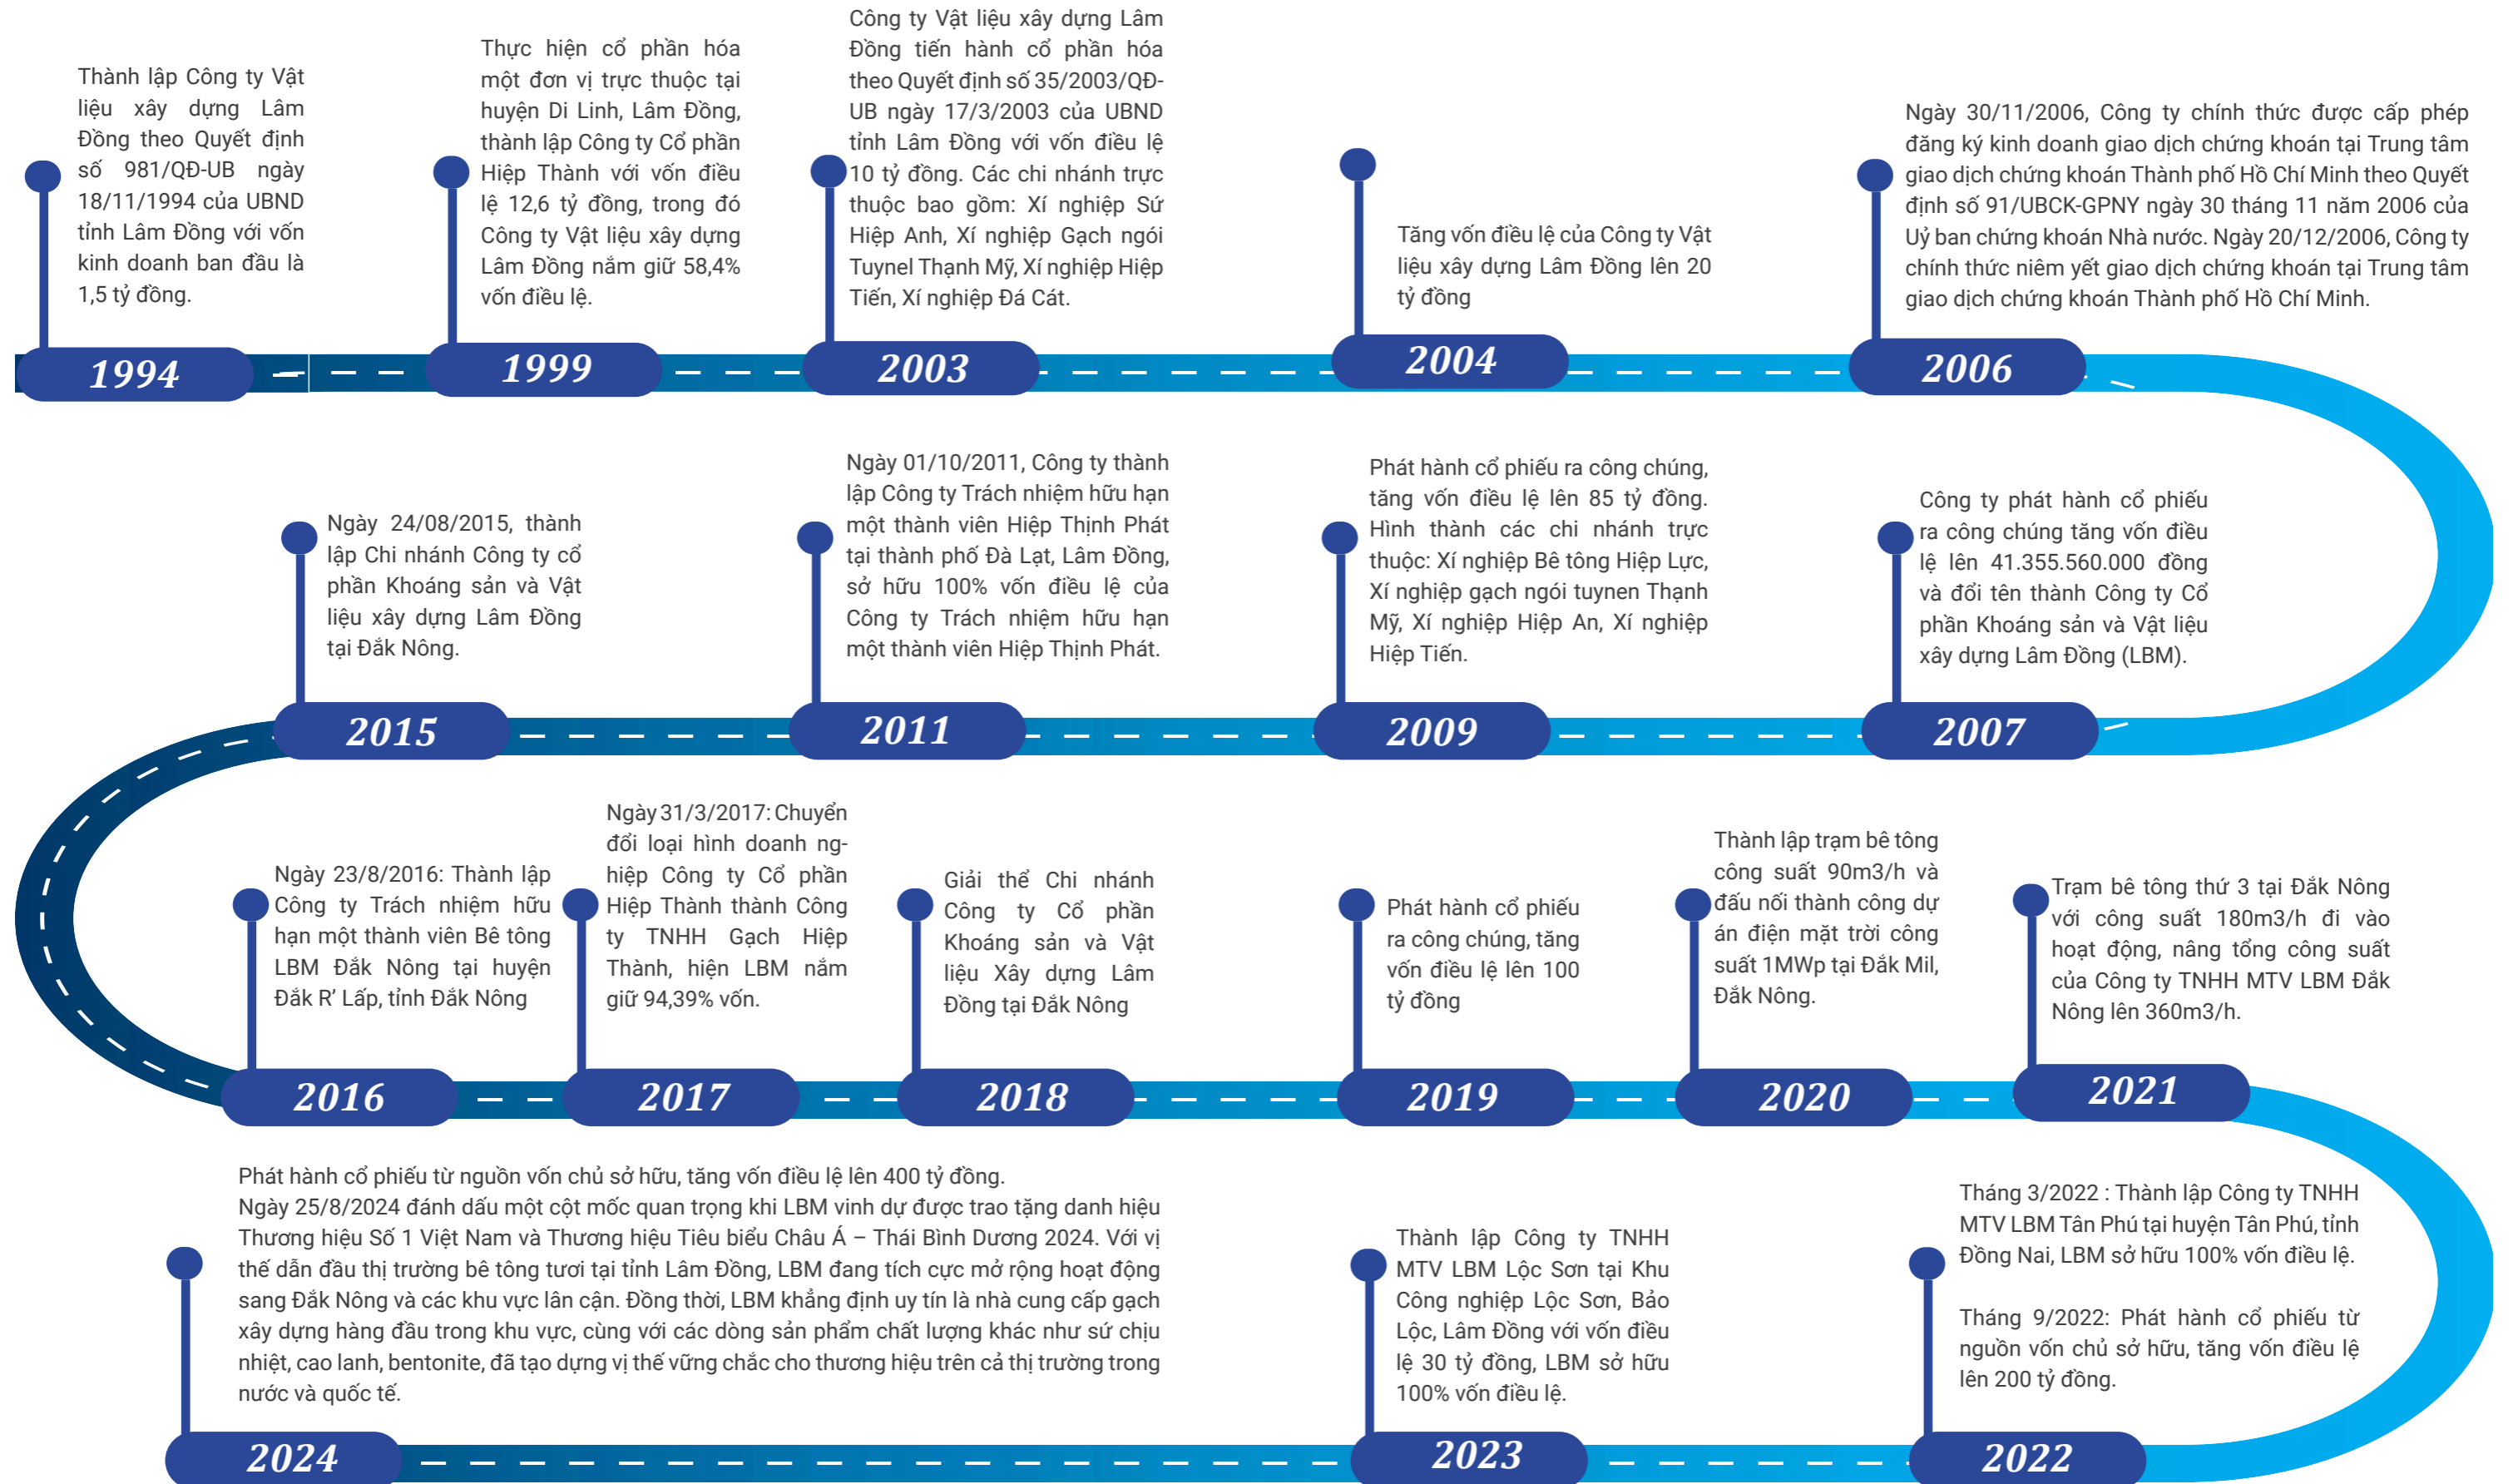 Thành lập Công ty Vật
liệu xây dựng Lâm
Đồng theo Quyết định
số 981/QĐ-UB ngày
18/11/1994 của UBND
tỉnh Lâm Đồng với vốn
kinh doanh ban đầu là
1,5 tỷ đồng.
1994
Thực hiện cổ phần hóa
một đơn vị trực thuộc tại
huyện Di Linh, Lâm Đồng,
thành lập Công ty Cổ phần
Hiệp Thành với vốn điều
lệ 12,6 tỷ đồng, trong đó
Công ty Vật liệu xây dựng
Lâm Đồng nắm giữ 58,4%
vốn điều lệ.
1999
Công ty Vật liệu xây dựng Lâm
Đồng tiến hành cổ phần hóa
theo Quyết định số 35/2003/QĐ-
UB ngày 17/3/2003 của UBND
tỉnh Lâm Đồng với vốn điều lệ
10 tỷ đồng. Các chi nhánh trực
thuộc bao gồm: Xí nghiệp Sứ
Hiệp Anh, Xí nghiệp Gạch ngói
Tuynel Thạnh Mỹ, Xí nghiệp Hiệp
Tiến, Xí nghiệp Đá Cát.
2003
Tăng vốn điều lệ của Công ty Vật
liệu xây dựng Lâm Đồng lên 20
tỷ đồng
2004
Ngày 30/11/2006, Công ty chính thức được cấp phép
đăng ký kinh doanh giao dịch chứng khoán tại Trung tâm
giao dịch chứng khoán Thành phố Hồ Chí Minh theo Quyết
định số 91/UBCK-GPNY ngày 30 tháng 11 năm 2006 của
Uỷ ban chứng khoán Nhà nước. Ngày 20/12/2006, Công ty
chính thức niêm yết giao dịch chứng khoán tại Trung tâm
giao dịch chứng khoán Thành phố Hồ Chí Minh.
2006
Công ty phát hành cổ phiếu
ra công chúng tăng vốn điều
lệ lên 41.355.560.000 đồng
và đổi tên thành Công ty Cổ
phần Khoáng sản và Vật liệu
xây dựng Lâm Đồng (LBM).
2007
Phát hành cổ phiếu ra công chúng,
tăng vốn điều lệ lên 85 tỷ đồng.
Hình thành các chi nhánh trực
thuộc: Xí nghiệp Bê tông Hiệp Lực,
Xí nghiệp gạch ngói tuynen Thạnh
Mỹ, Xí nghiệp Hiệp An, Xí nghiệp
Hiệp Tiến.
2009
Ngày 01/10/2011, Công ty thành
lập Công ty Trách nhiệm hữu hạn
một thành viên Hiệp Thịnh Phát
tại thành phố Đà Lạt, Lâm Đồng,
sở hữu 100% vốn điều lệ của
Công ty Trách nhiệm hữu hạn
một thành viên Hiệp Thịnh Phát.
2011
Ngày 24/08/2015, thành
lập Chi nhánh Công ty cổ
phần Khoáng sản và Vật
liệu xây dựng Lâm Đồng
tại Đắk Nông.
2015
Ngày 23/8/2016: Thành lập
Công ty Trách nhiệm hữu
hạn một thành viên Bê tông
LBM Đắk Nông tại huyện
Đắk R’ Lấp, tỉnh Đắk Nông
2016
Ngày 31/3/2017: Chuyển
đổi loại hình doanh ng-
hiệp Công ty Cổ phần
Hiệp Thành thành Công
ty TNHH Gạch Hiệp
Thành, hiện LBM nắm
giữ 94,39% vốn.
2017
Giải thể Chi nhánh
Công ty Cổ phần
Khoáng sản và Vật
liệu Xây dựng Lâm
Đồng tại Đắk Nông
2018
Phát hành cổ phiếu
ra công chúng, tăng
vốn điều lệ lên 100
tỷ đồng
2019
Thành lập trạm bê tông
công suất 90m3/h và
đấu nối thành công dự
án điện mặt trời công
suất 1MWp tại Đắk Mil,
Đắk Nông.
2020
Trạm bê tông thứ 3 tại Đắk Nông
với công suất 180m3/h đi vào
hoạt động, nâng tổng công suất
của Công ty TNHH MTV LBM Đắk
Nông lên 360m3/h.
2021
Tháng 3/2022 : Thành lập Công ty TNHH
MTV LBM Tân Phú tại huyện Tân Phú, tỉnh
Đồng Nai, LBM sở hữu 100% vốn điều lệ.
Tháng 9/2022: Phát hành cổ phiếu từ
nguồn vốn chủ sở hữu, tăng vốn điều lệ
lên 200 tỷ đồng.
2022
Thành lập Công ty TNHH
MTV LBM Lộc Sơn tại Khu
Công nghiệp Lộc Sơn, Bảo
Lộc, Lâm Đồng với vốn điều
lệ 30 tỷ đồng, LBM sở hữu
100% vốn điều lệ.
2023
Phát hành cổ phiếu từ nguồn vốn chủ sở hữu, tăng vốn điều lệ lên 400 tỷ đồng.
Ngày 25/8/2024 đánh dấu một cột mốc quan trọng khi LBM vinh dự được trao tặng danh hiệu
Thương hiệu Số 1 Việt Nam và Thương hiệu Tiêu biểu Châu Á – Thái Bình Dương 2024. Với vị
thế dẫn đầu thị trường bê tông tươi tại tỉnh Lâm Đồng, LBM đang tích cực mở rộng hoạt động
sang Đắk Nông và các khu vực lân cận. Đồng thời, LBM khẳng định uy tín là nhà cung cấp gạch
xây dựng hàng đầu trong khu vực, cùng với các dòng sản phẩm chất lượng khác như sứ chịu
nhiệt, cao lanh, bentonite, đã tạo dựng vị thế vững chắc cho thương hiệu trên cả thị trường trong
nước và quốc tế.
2024